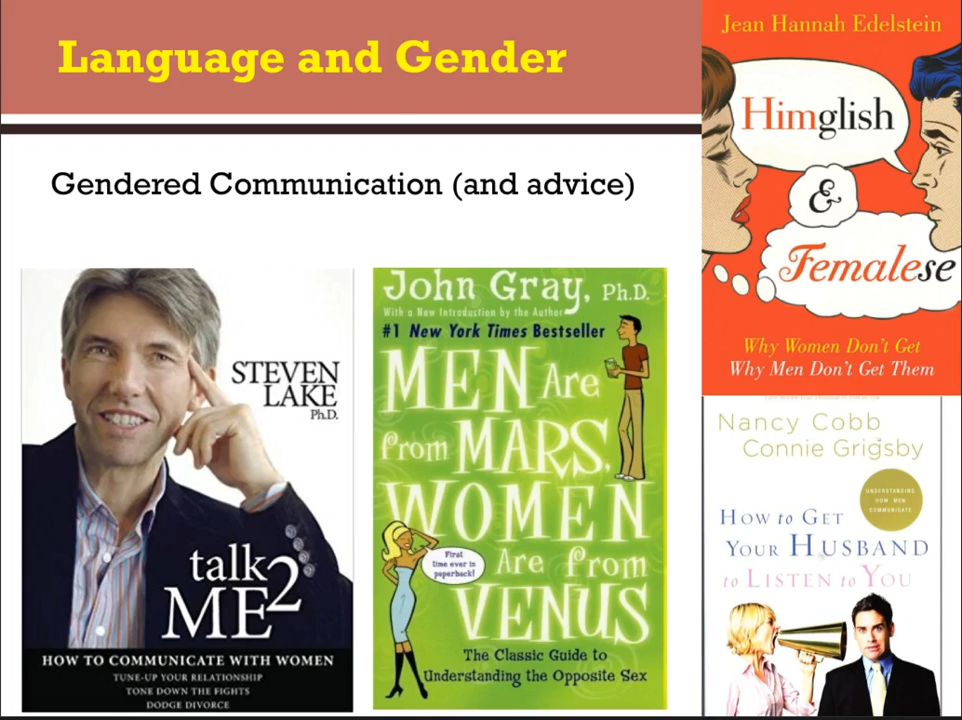 Language and Gender
Gendered Communication (and advice)
STEVEN
LAKE
Ph.D.
talk2
ME
HOW TO COMMUNICATE WITH WOMEN
TUNE-UP YOUR RELATIONSHIP
TONE DOWN THE FIGHTS
DODGE DIVORCE
John Gray, Ph.D.
With a New Introduction by the Author
#1 New York Times Bestseller
MEN Are
from MARS,
WOMEN
Are from
VENUS
First
time ever in
paperback!
The Classic Guide to
Understanding the Opposite Sex
Jean Hannah Edelstein
Himglish
&
Femalese
Why Women Don't Get
Why Men Don't Get Them
Nancy Cobb
Connie Grigsby
UNDERSTANDING
HOW MEN
COMMUNICATE
HOW to GET
YOUR HUSBAND
to LISTEN to YOU